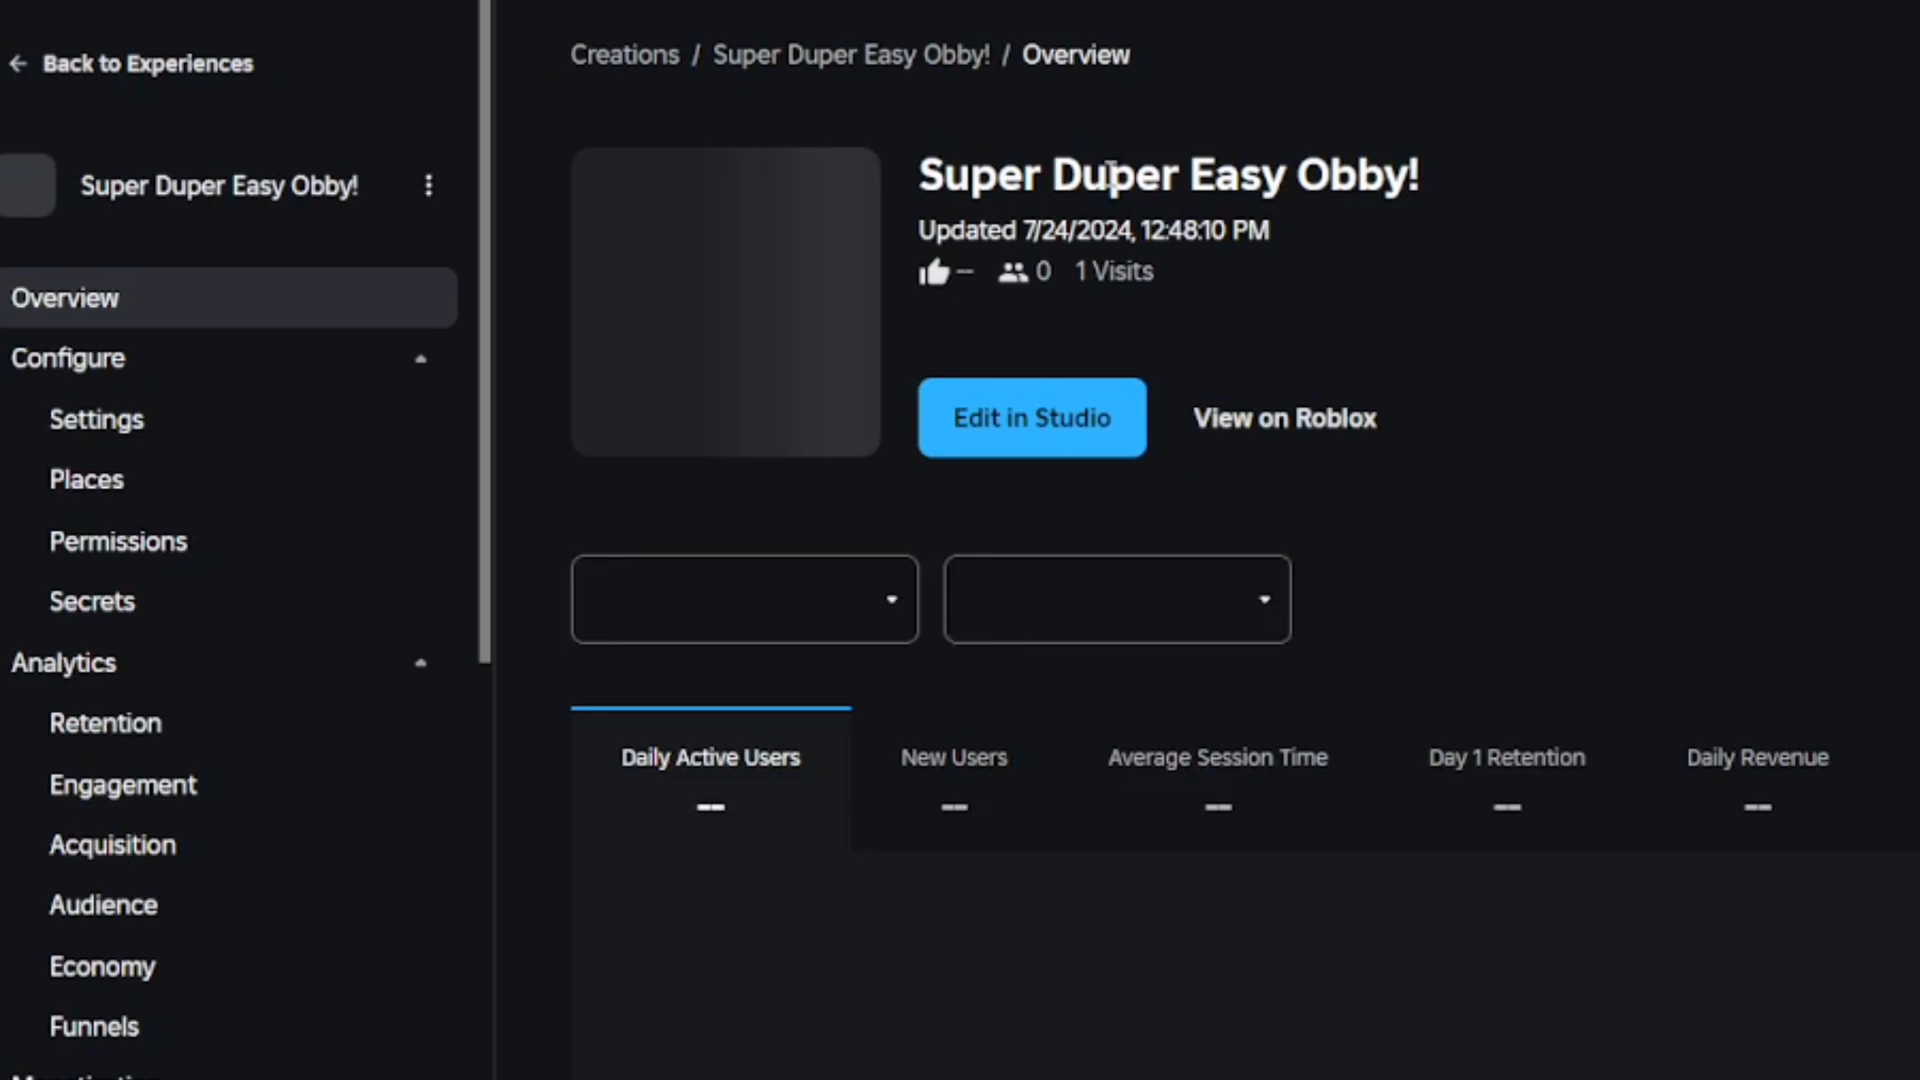 Back to Experiences
Super Duper Easy Obby!
Overview
Configure
Settings
Places
Permissions
Secrets
Analytics
Retention
Engagement
Acquisition
Audience
Economy
Funnels
Creations / Super Duper Easy Obby! / Overview
Super Duper Easy Obby!
Updated 7/24/2024, 12:48:10 PM
-- 0 1 Visits
Edit in Studio View on Roblox
Daily Active Users New Users Average Session Time Day 1 Retention Daily Revenue
-- -- -- -- --